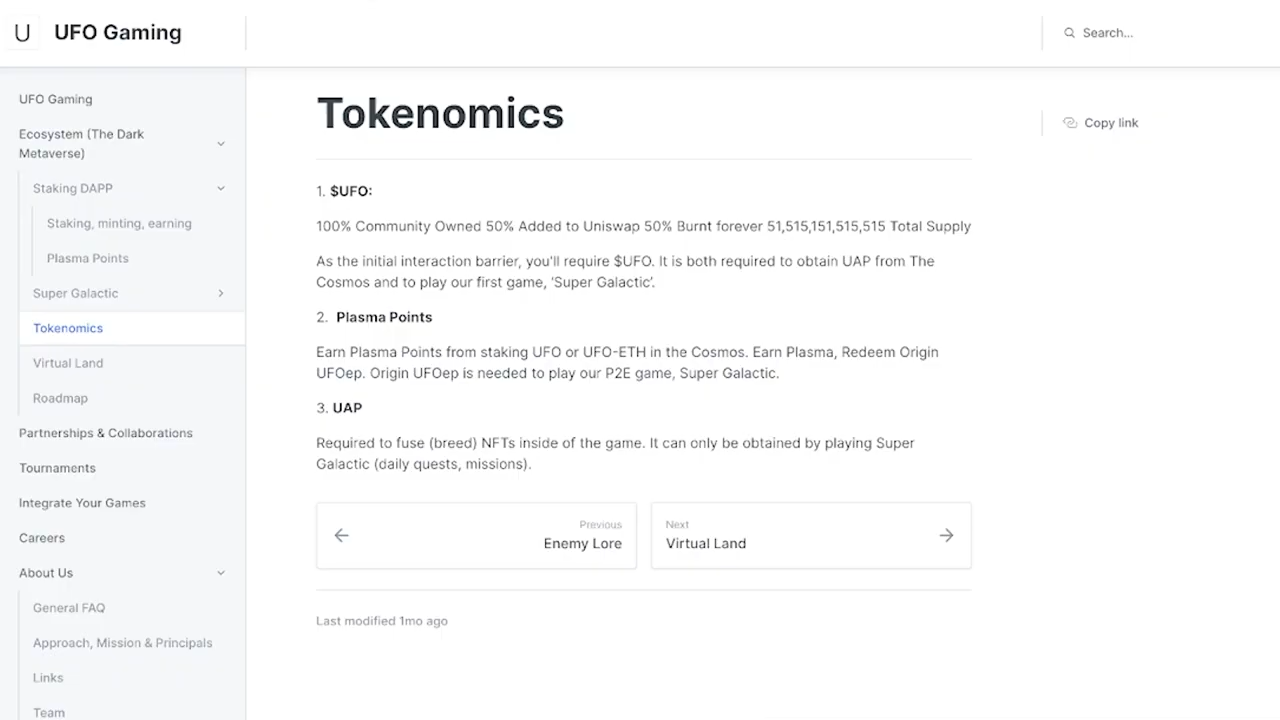 U UFO Gaming
Search...
UFO Gaming
Ecosystem (The Dark
Metaverse)
Staking DAPP
Staking, minting, earning
Plasma Points
Super Galactic
Tokenomics
Virtual Land
Roadmap
Partnerships & Collaborations
Tournaments
Integrate Your Games
Careers
About Us
General FAQ
Approach, Mission & Principals
Links
Team
Tokenomics
Copy link
1. $UFO:
100% Community Owned 50% Added to Uniswap 50% Burnt forever 51,515,151,515,515 Total Supply
As the initial interaction barrier, you'll require $UFO. It is both required to obtain UAP from The
Cosmos and to play our first game, ‘Super Galactic’.
2. Plasma Points
Earn Plasma Points from staking UFO or UFO-ETH in the Cosmos. Earn Plasma, Redeem Origin
UFOep. Origin UFOep is needed to play our P2E game, Super Galactic.
3. UAP
Required to fuse (breed) NFTs inside of the game. It can only be obtained by playing Super
Galactic (daily quests, missions).
Previous
Enemy Lore
Next
Virtual Land
Last modified 1mo ago